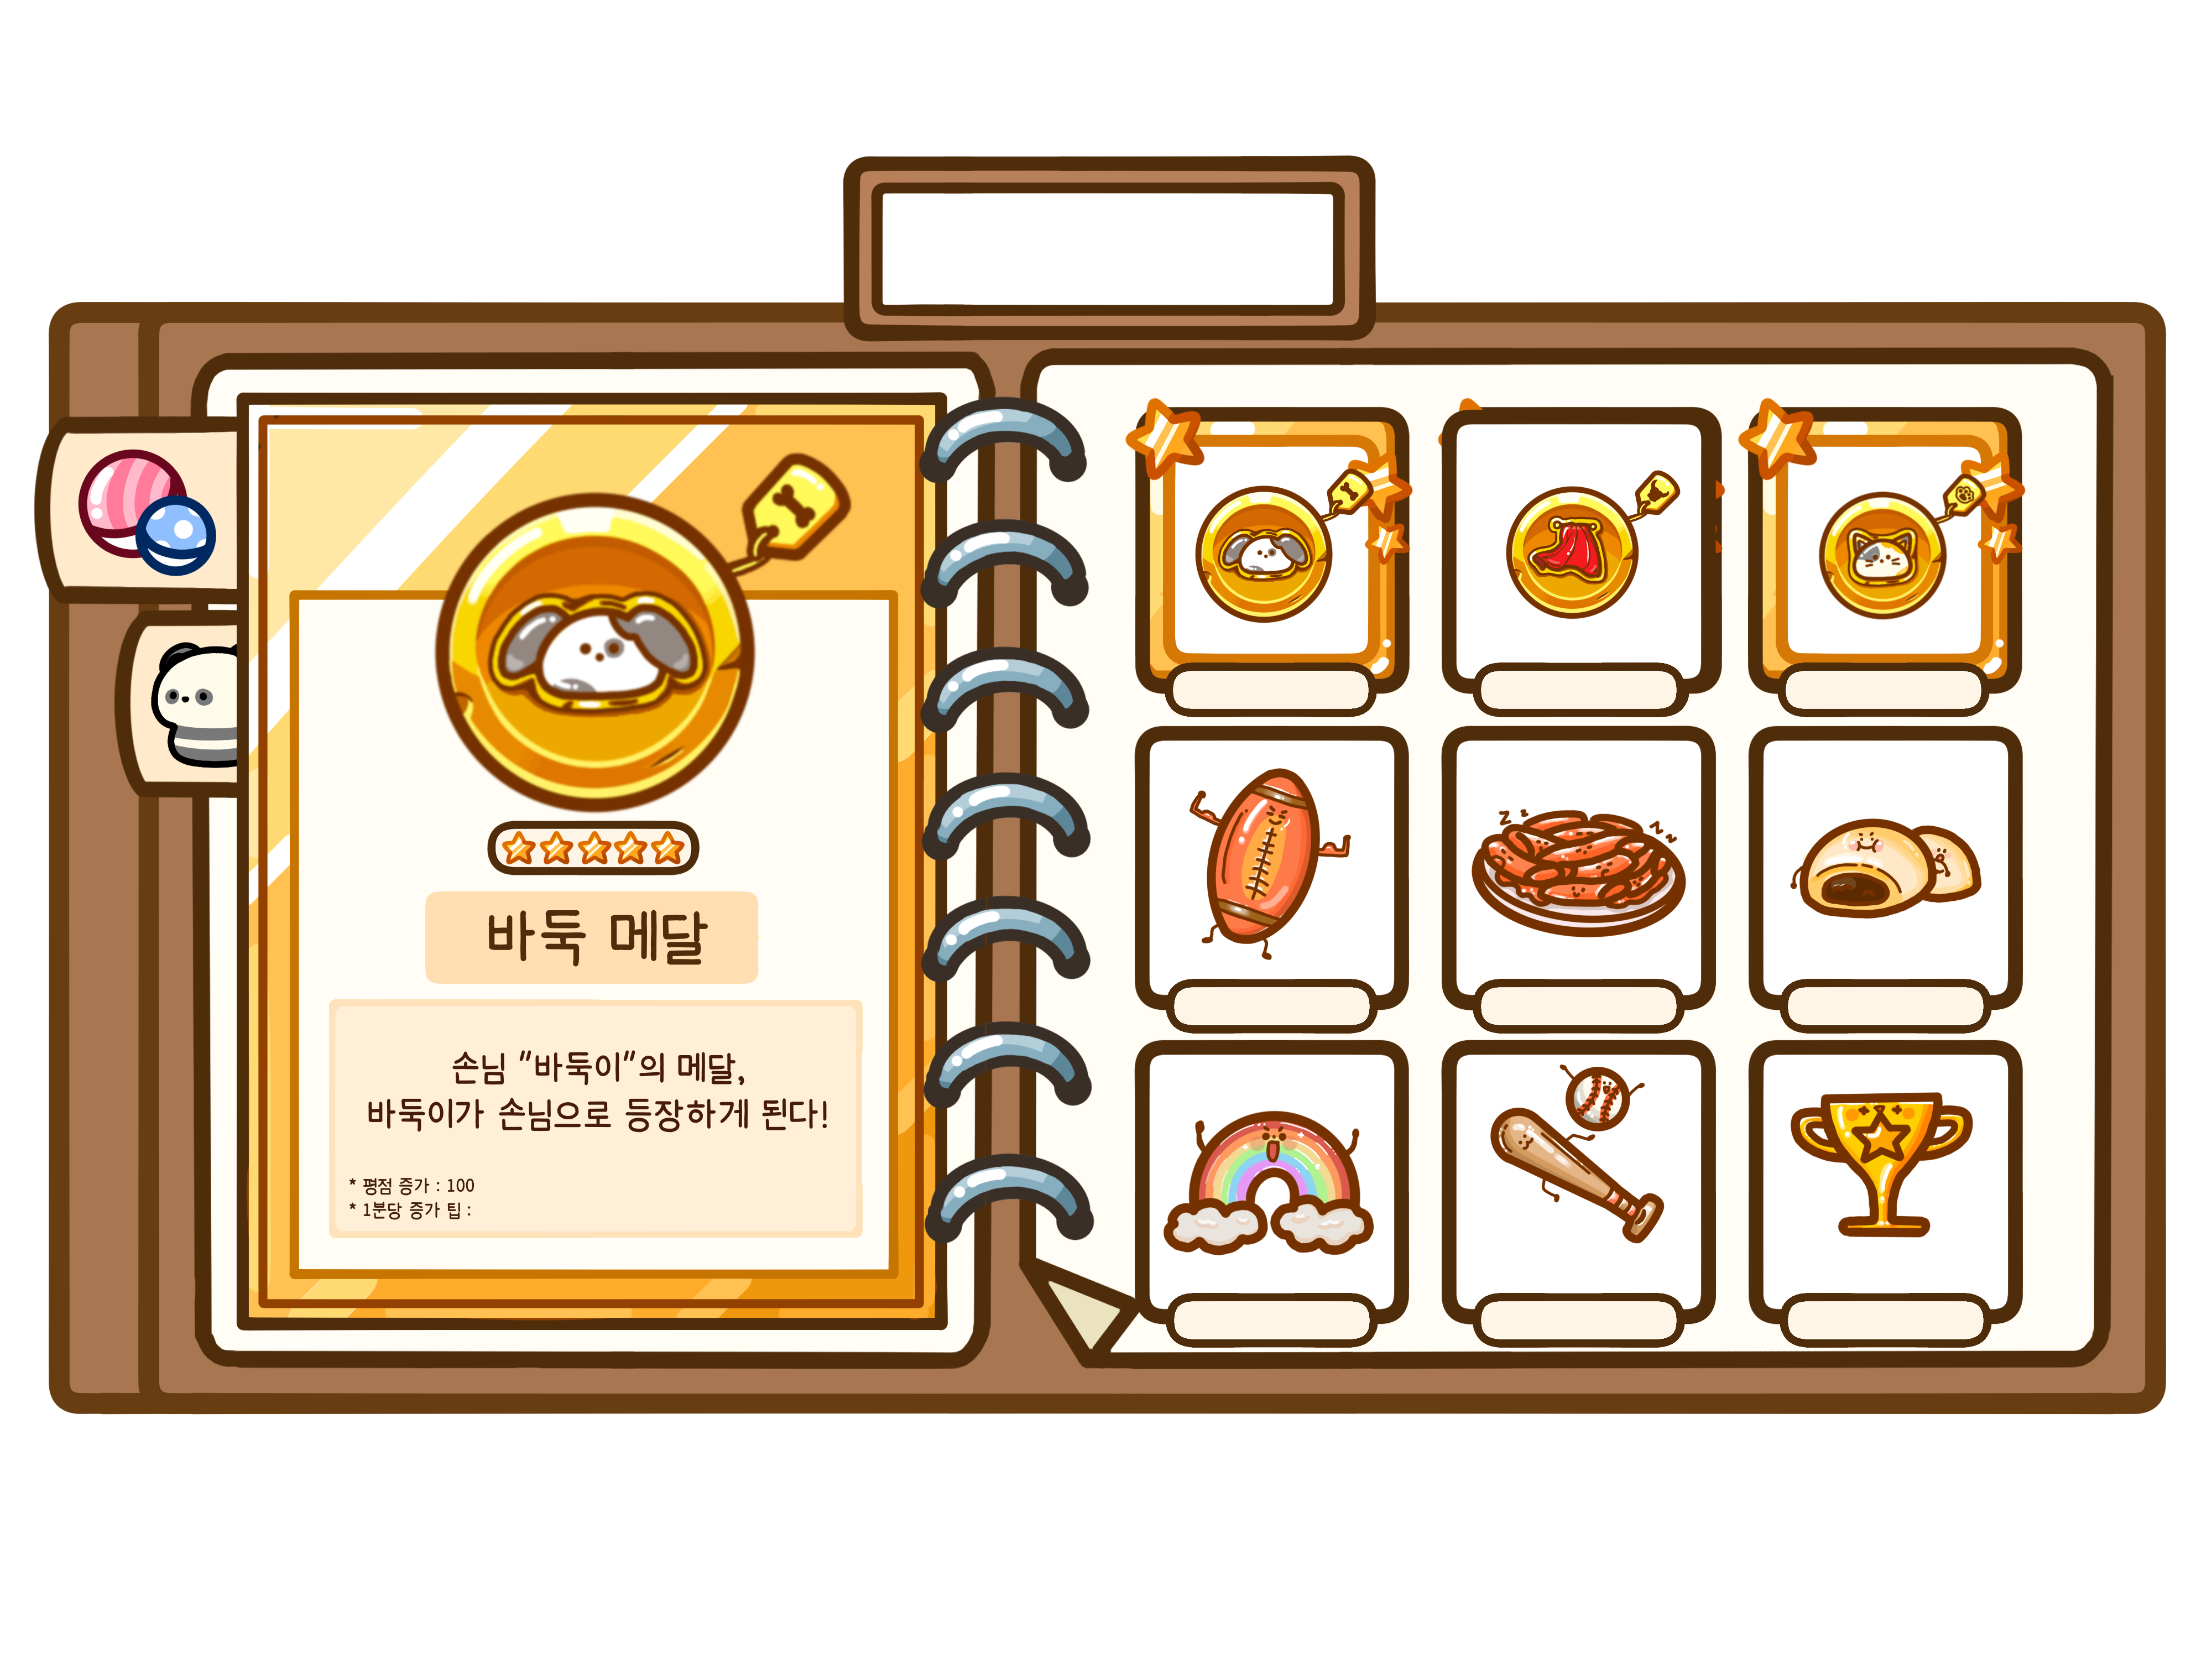 바둑 메달
손님 "바둑이"의 메달,
바둑이가 손님으로 등장하게 된다!
* 평점 증가 : 100
* 1분당 증가 팁 :
z z
z z